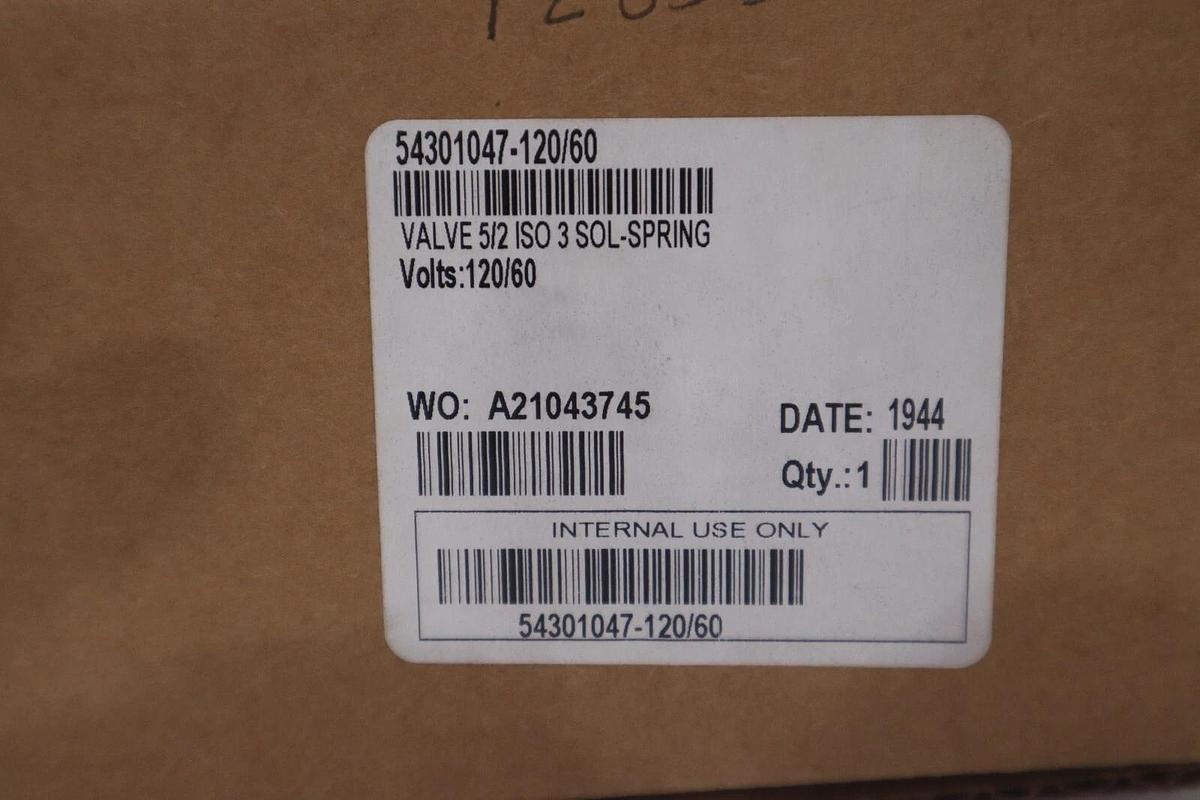 54301047-120/60
VALVE 5/2 ISO 3 SOL-SPRING
Volts:120/60
WO: A21043745
DATE: 1944
Qty.:1
INTERNAL USE ONLY
54301047-120/60